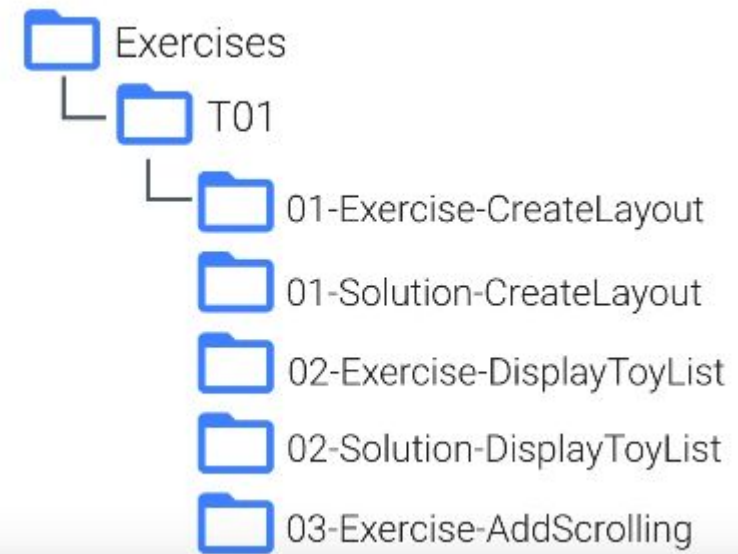 Exercises
T01
01-Exercise-CreateLayout
01-Solution-CreateLayout
02-Exercise-DisplayToyList
02-Solution-DisplayToyList
03-Exercise-AddScrolling